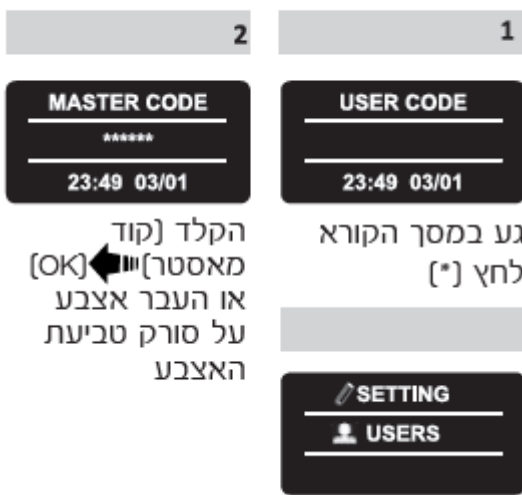 1
USER CODE
23:49 03/01
גע במסך הקורא
לחץ (*)
2
MASTER CODE
******
23:49 03/01
הקלד (קוד
מאסטר) (OK)
או העבר אצבע
על סורק טביעת
האצבע
SETTING
USERS